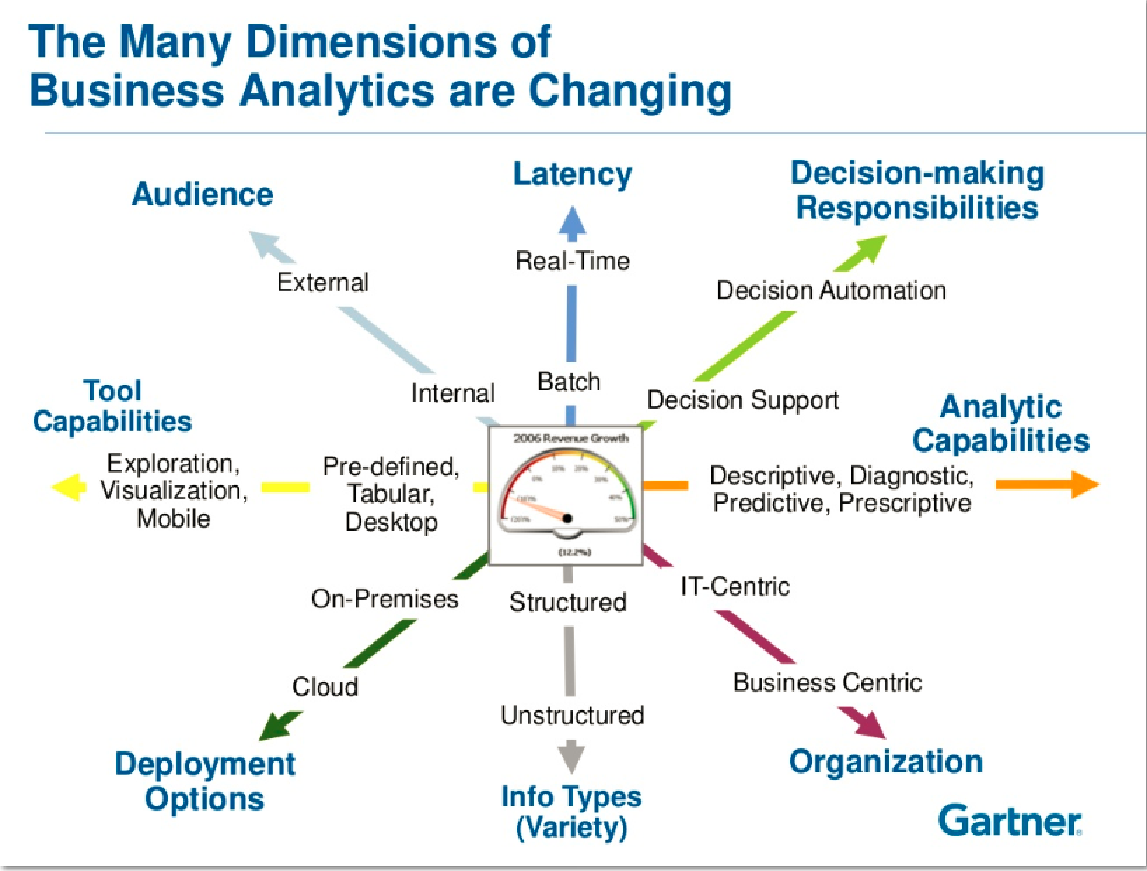 The Many Dimensions of
Business Analytics are Changing
Audience
Latency
Decision-making
Responsibilities
External
Real-Time
Decision Automation
Internal
Batch
Decision Support
Tool
Capabilities
Analytic
Capabilities
Exploration,
Visualization,
Mobile
Pre-defined,
Tabular,
Desktop
2006 Revenue Growth
(12.2%)
Descriptive, Diagnostic,
Predictive, Prescriptive
On-Premises
Structured
IT-Centric
Cloud
Unstructured
Business Centric
Deployment
Options
Info Types
(Variety)
Organization
Gartner